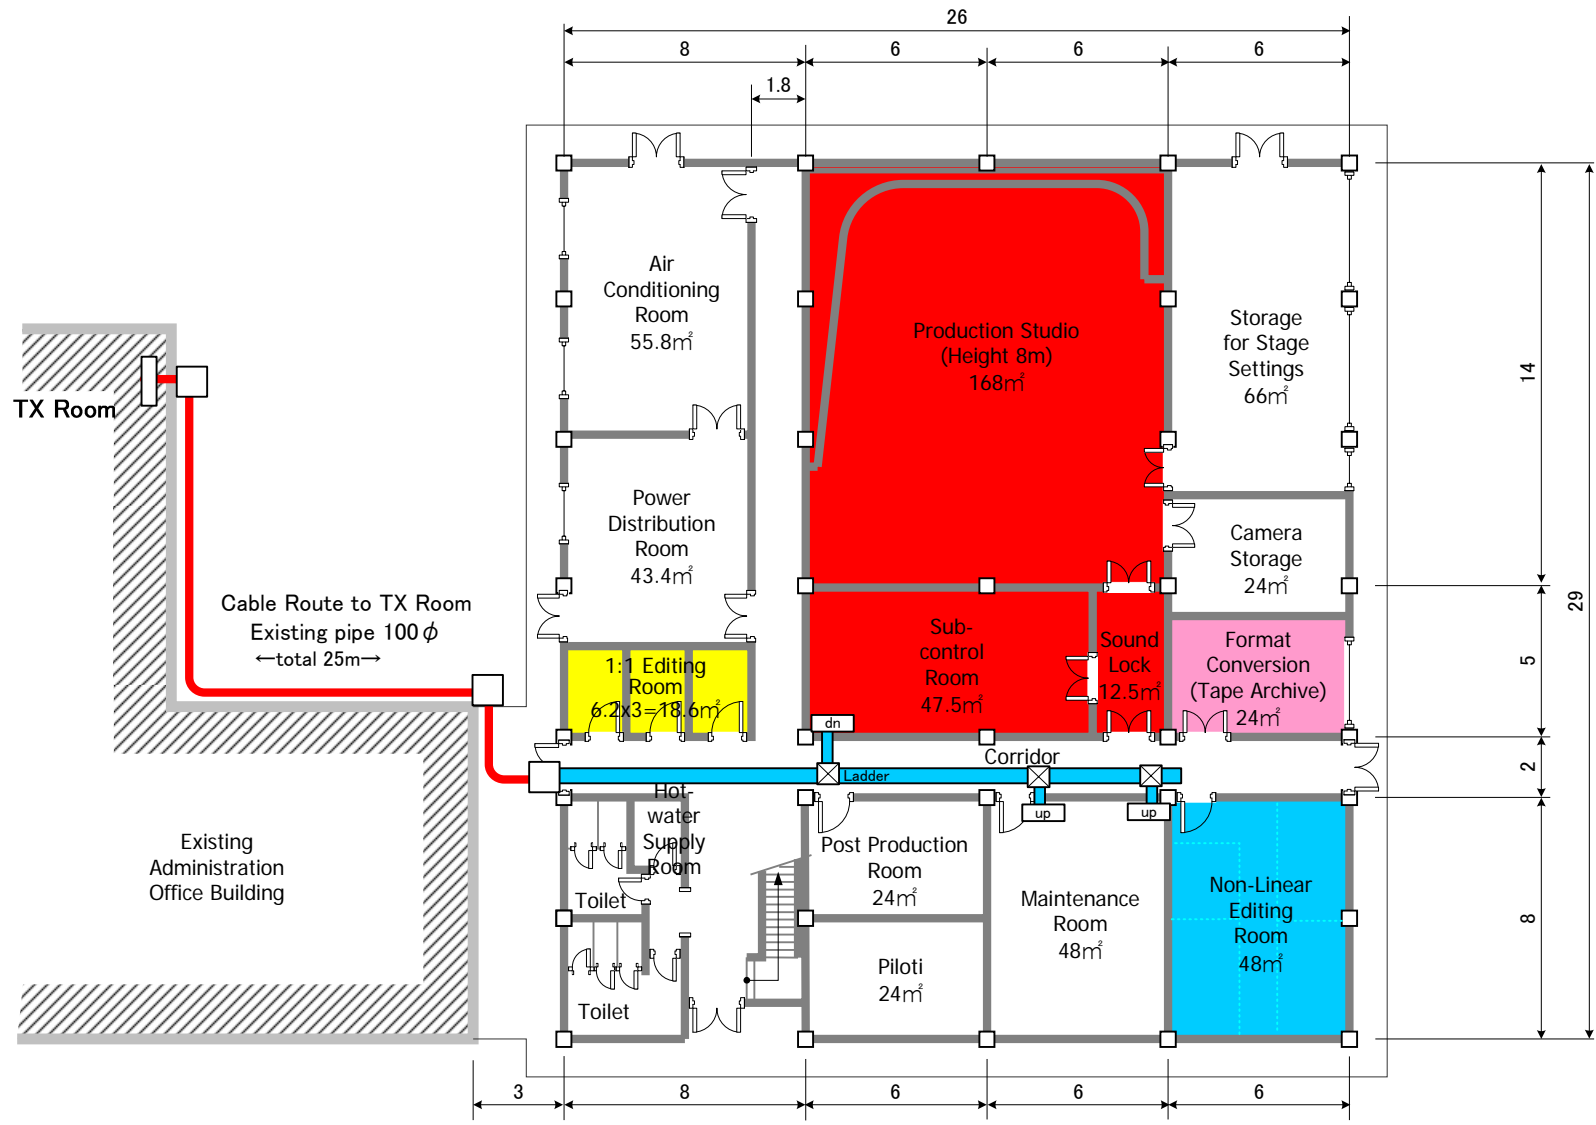 26
8
6
6
6
1.8
Air
Conditioning
Room
55.8㎡
Production Studio
(Height 8m)
168㎡
Storage
for Stage
Settings
66㎡
14
29
TX Room
Power
Distribution
Room
43.4㎡
Camera
Storage
24㎡
Cable Route to TX Room
Existing pipe 100φ
←total 25m→
1:1 Editing
Room
6.2x3=18.6㎡
Sub-
control
Room
47.5㎡
Sound
Lock
12.5㎡
Format
Conversion
(Tape Archive)
24㎡
5
dn
Corridor
Ladder
2
Hot-
water
Supply
Room
up
up
Existing
Administration
Office Building
Toilet
Post Production
Room
24㎡
Maintenance
Room
48㎡
Non-Linear
Editing
Room
48㎡
8
Piloti
24㎡
Toilet
3
8
6
6
6